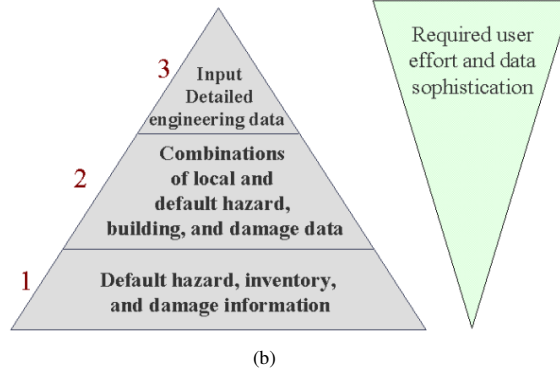 3
Input
Detailed
engineering data
2
Combinations
of local and
default hazard,
building, and damage data
1
Default hazard, inventory,
and damage information
Required user
effort and data
sophistication
(b)